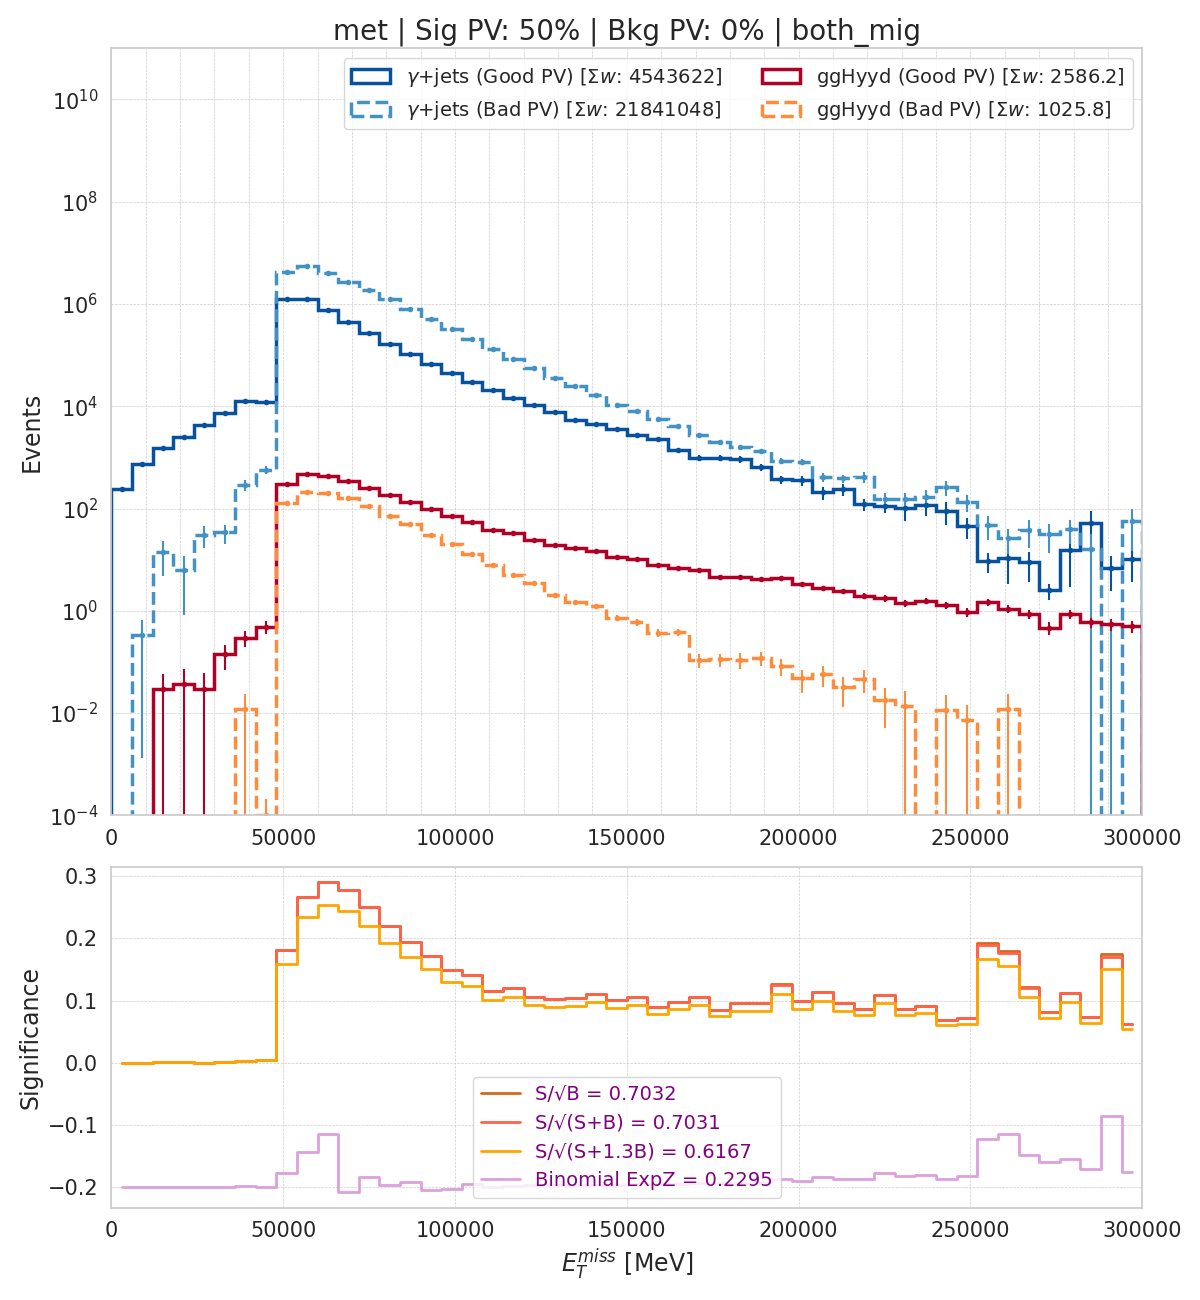 met | Sig PV: 50% | Bkg PV: 0% | both_mig
γ+jets (Good PV) [Σw: 4543622]
γ+jets (Bad PV) [Σw: 21841048]
ggHyyd (Good PV) [Σw: 2586.2]
ggHyyd (Bad PV) [Σw: 1025.8]
Events
10^10
10^8
10^6
10^4
10^2
10^0
10^−2
10^−4
0 50000 100000 150000 200000 250000 300000
Significance
0.3
0.2
0.1
0.0
−0.1
−0.2
S/√B = 0.7032
S/√(S+B) = 0.7031
S/√(S+1.3B) = 0.6167
Binomial ExpZ = 0.2295
0 50000 100000 150000 200000 250000 300000
E_T^miss [MeV]